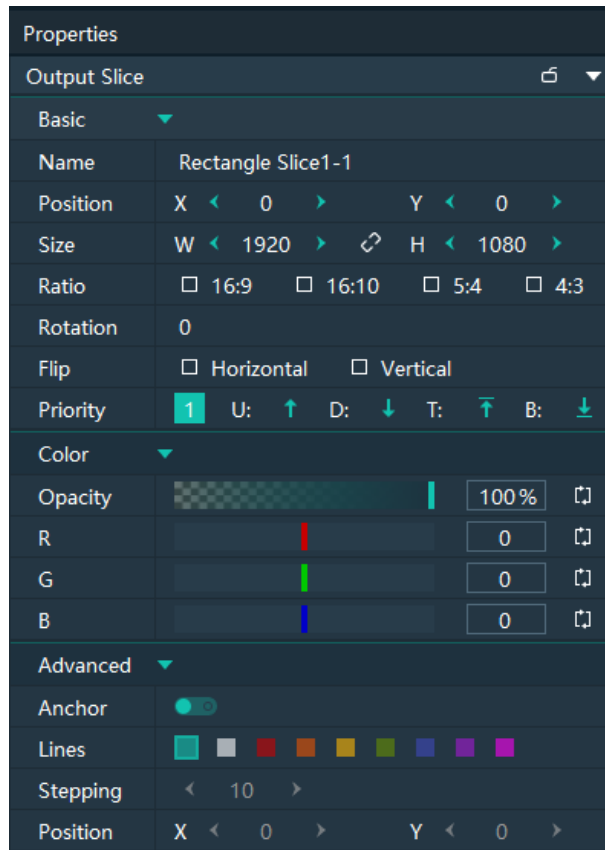 Properties
Output Slice
Basic
Name Rectangle Slice1-1
Position X 0 Y 0
Size W 1920 H 1080
Ratio 16:9 16:10 5:4 4:3
Rotation 0
Flip Horizontal Vertical
Priority 1 U: D: T: B:
Color
Opacity 100%
R 0
G 0
B 0
Advanced
Anchor
Lines
Stepping 10
Position X 0 Y 0